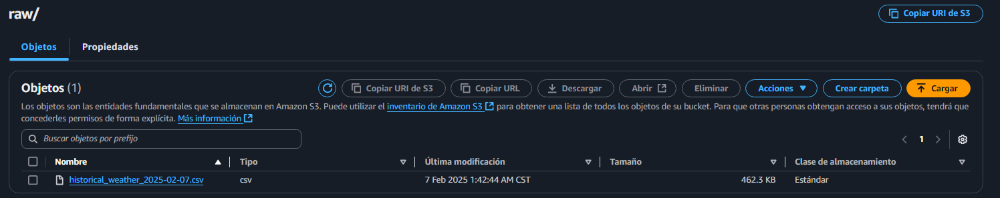 raw/
Copiar URI de S3
Objetos Propiedades
Objetos (1)
Copiar URI de S3 Copiar URL Descargar Abrir Eliminar Acciones Crear carpeta Cargar
Los objetos son las entidades fundamentales que se almacenan en Amazon S3. Puede utilizar el inventario de Amazon S3 para obtener una lista de todos los objetos de su bucket. Para que otras personas obtengan acceso a sus objetos, tendrá que
concederles permisos de forma explícita. Más información
Buscar objetos por prefijo
1
Nombre Tipo Última modificación Tamaño Clase de almacenamiento
historical_weather_2025-02-07.csv csv 7 Feb 2025 1:42:44 AM CST 462.3 KB Estándar